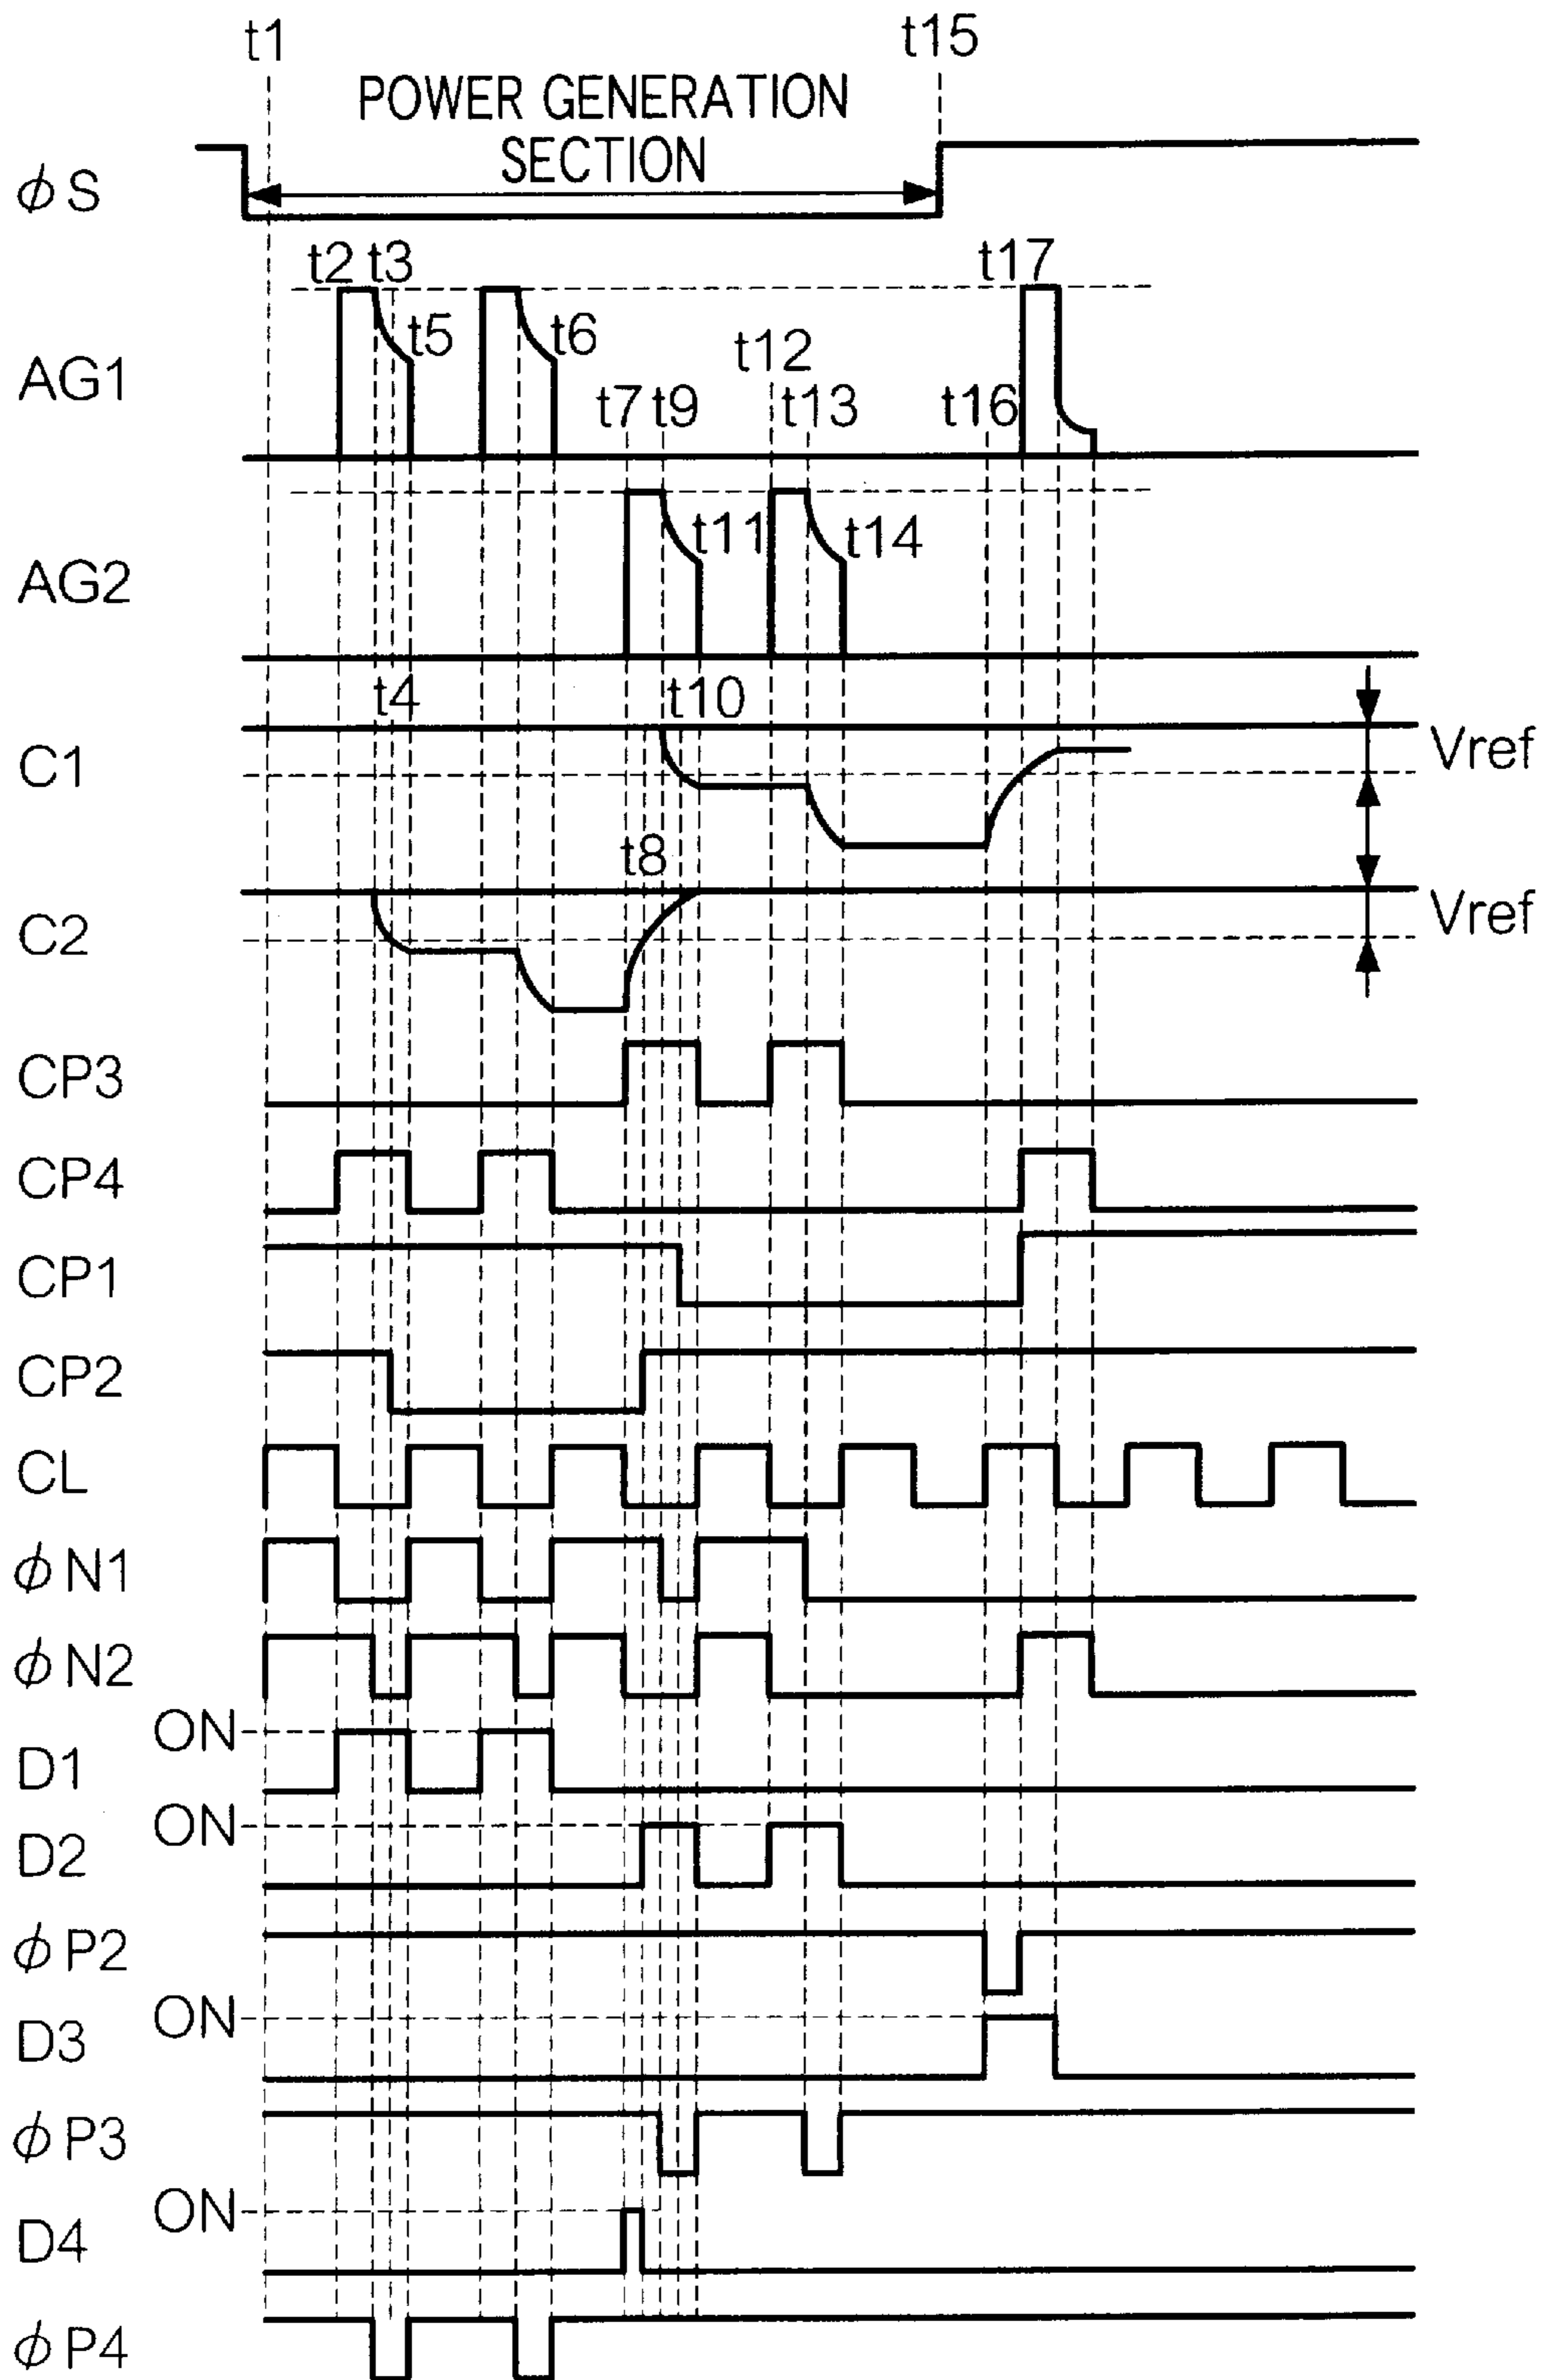 t1
t15
POWER GENERATION
SECTION
ϕS
t2 t3
t17
t5
t6
t12
AG1
t7 t9
t13
t16
t11
t14
AG2
t4
t10
C1
Vref
t8
C2
Vref
CP3
CP4
CP1
CP2
CL
ϕN1
ϕN2
ON
D1
ON
D2
ϕP2
ON
D3
ϕP3
ON
D4
ϕP4